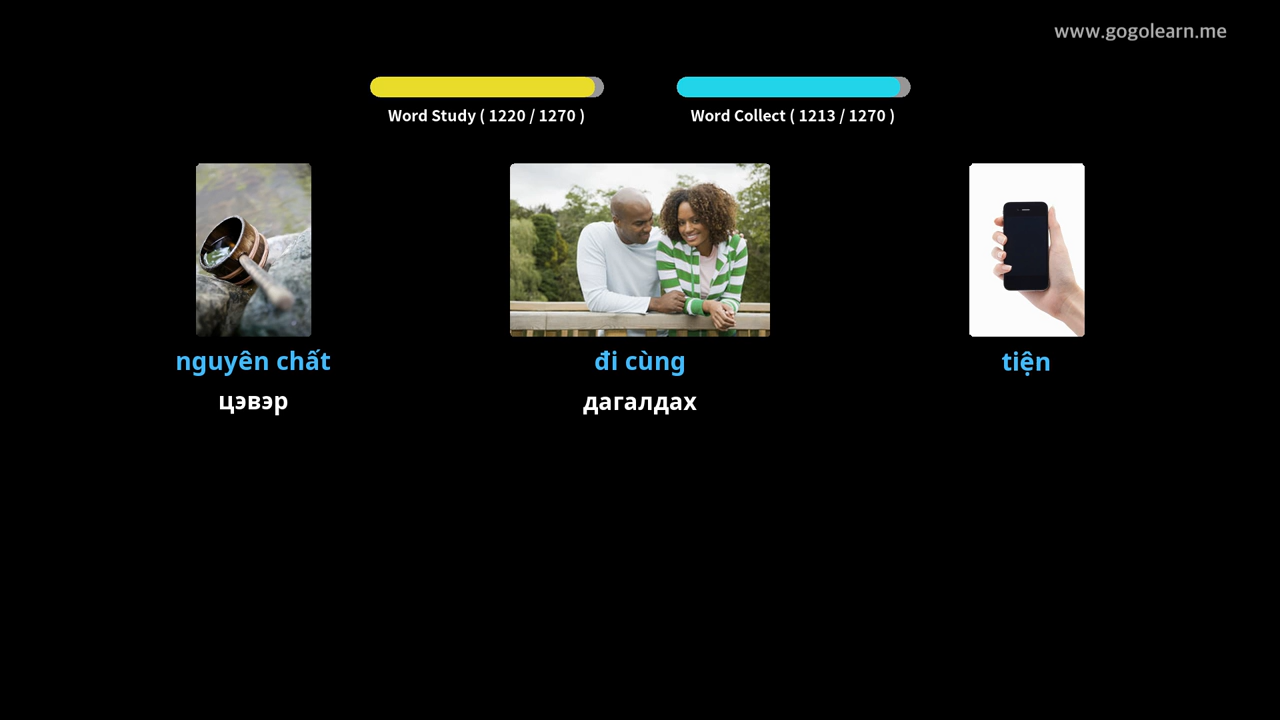 www.gogolearn.me
Word Study ( 1220 / 1270 )
Word Collect ( 1213 / 1270 )
nguyên chất
цэвэр
đi cùng
дагалдах
tiện